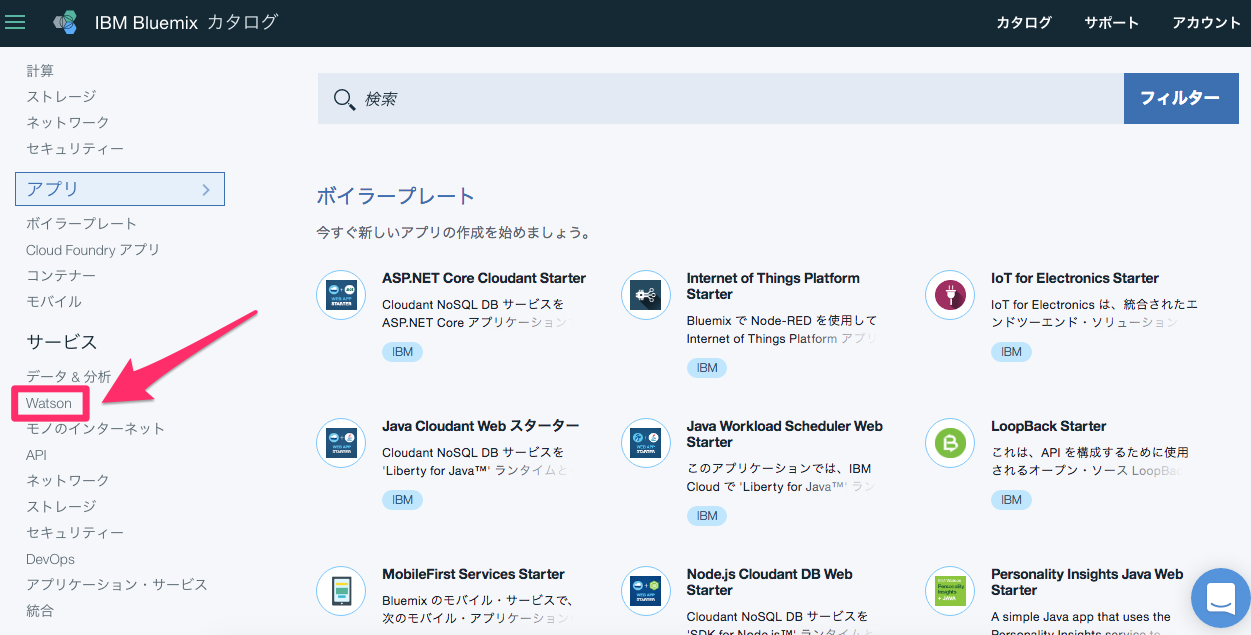 IBM Bluemix カタログ
カタログ サポート アカウント
計算
ストレージ
ネットワーク
セキュリティー
アプリ
ボイラープレート
Cloud Foundry アプリ
コンテナー
モバイル
サービス
データ & 分析
Watson
モノのインターネット
API
ネットワーク
ストレージ
セキュリティー
DevOps
アプリケーション・サービス
統合
検索
フィルター
ボイラープレート
今すぐ新しいアプリの作成を始めましょう。
ASP.NET Core Cloudant Starter
Cloudant NoSQL DB サービスを
ASP.NET Core アプリケーション
IBM
Internet of Things Platform
Starter
Bluemix で Node-RED を使用して
Internet of Things Platform アプリ
IBM
IoT for Electronics Starter
IoT for Electronics は、統合されたエ
ンドツーエンド・ソリューション
IBM
Java Cloudant Web スターター
Cloudant NoSQL DB サービスを
'Liberty for Java™' ランタイムと
IBM
Java Workload Scheduler Web
Starter
このアプリケーションでは、IBM
Cloud で 'Liberty for Java™' ラン
IBM
LoopBack Starter
これは、API を構成するために使用
されるオープン・ソース LoopBac
IBM
MobileFirst Services Starter
Bluemix のモバイル・サービスで、
次のモバイル・アプリケーション
Node.js Cloudant DB Web
Starter
Cloudant NoSQL DB サービスを
'SDK for Node.js™' ランタイムと
Personality Insights Java Web
Starter
A simple Java app that uses the
Personality Insights service to